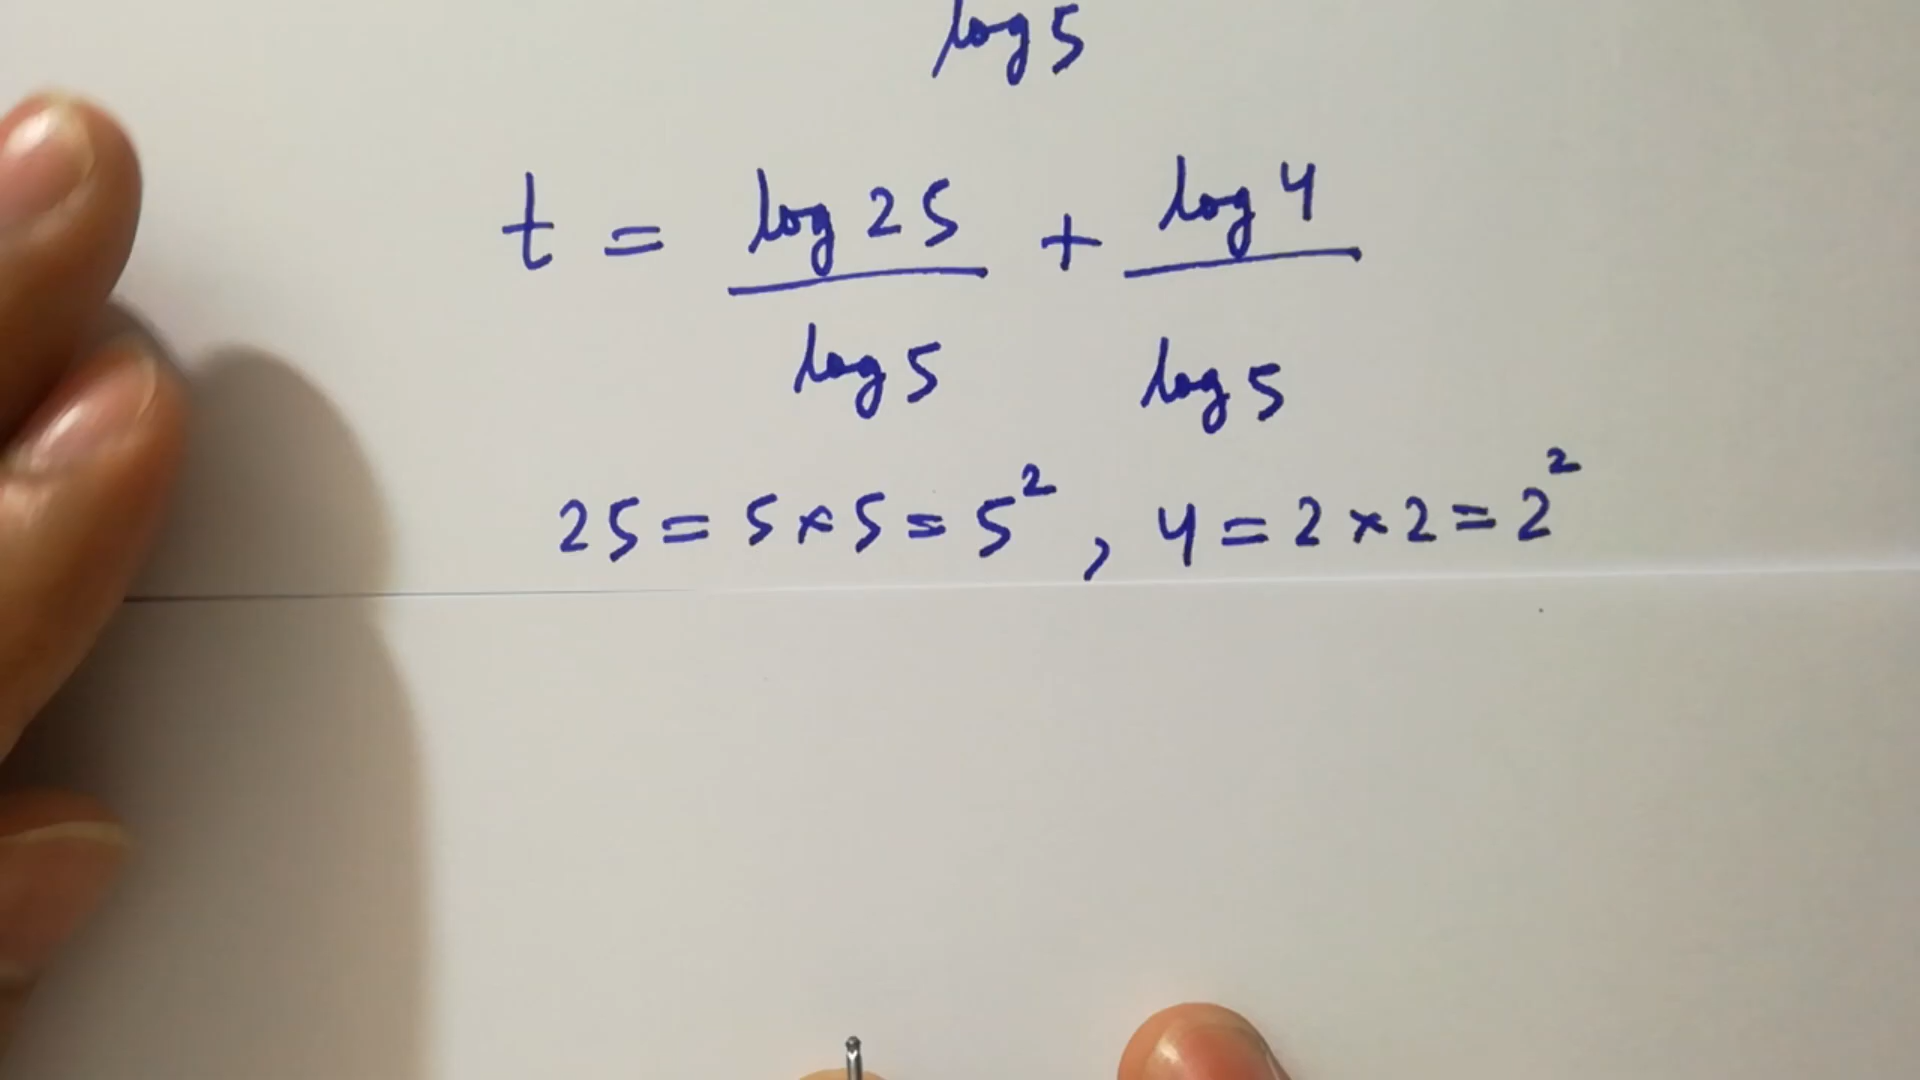 log 5
t = log 25 / log 5 + log 4 / log 5
25 = 5 × 5 = 5², 4 = 2 × 2 = 2²